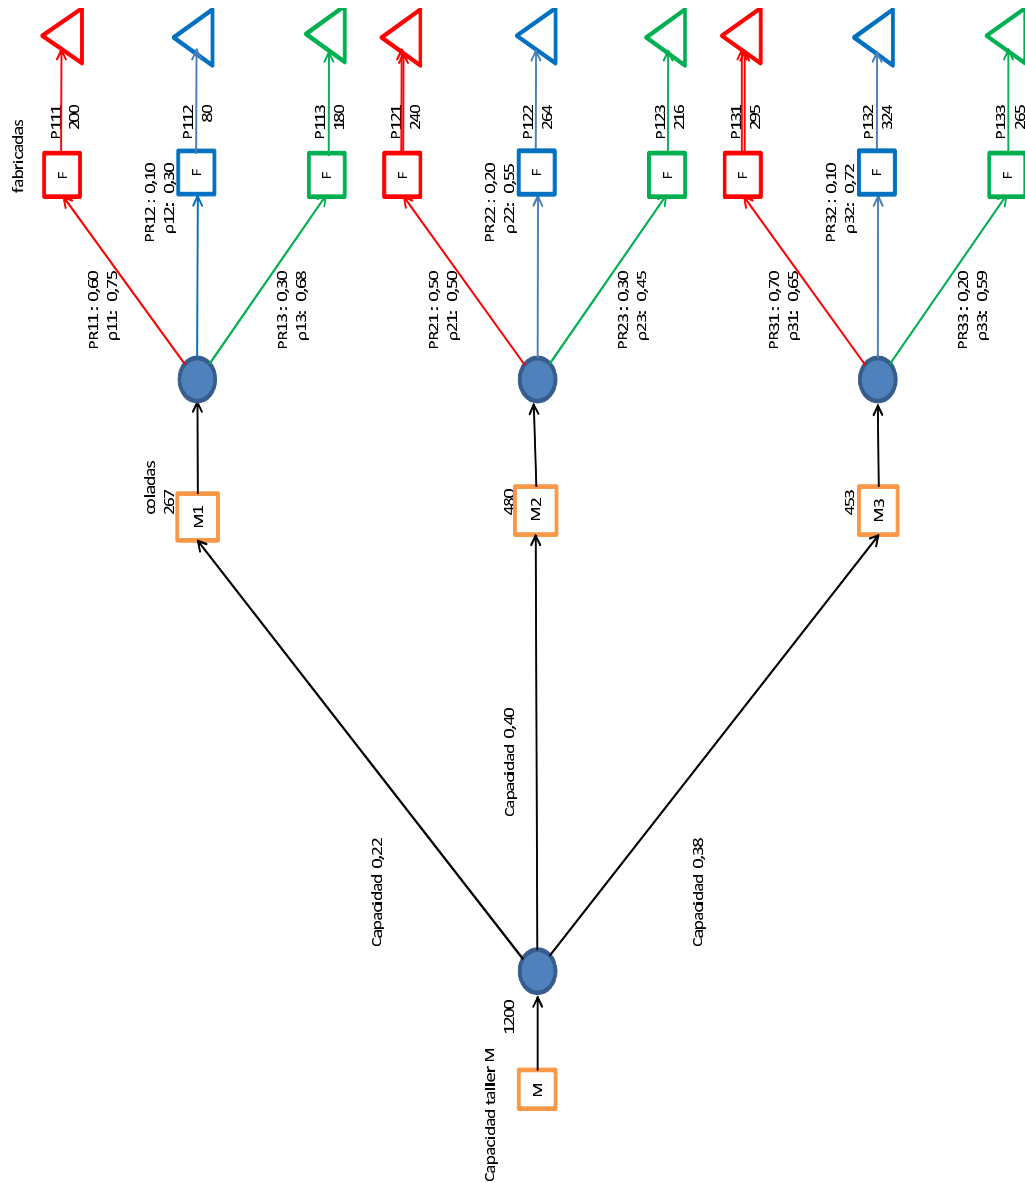 fabricadas
P111
200
P112
80
P113
180
P121
240
P122
264
P123
216
P131
295
P132
324
P133
265
F
F
F
F
F
F
F
F
F
PR11 : 0,60
ρ11: 0,75
PR12 : 0,10
ρ12: 0,30
PR13 : 0,30
ρ13: 0,68
PR21 : 0,50
ρ21: 0,50
PR22 : 0,20
ρ22: 0,55
PR23 : 0,30
ρ23: 0,45
PR31 : 0,70
ρ31: 0,65
PR32 : 0,10
ρ32: 0,72
PR33 : 0,20
ρ33: 0,59
coladas
267
M1
480
M2
453
M3
Capacidad 0,22
Capacidad 0,40
Capacidad 0,38
1200
Capacidad taller M
M